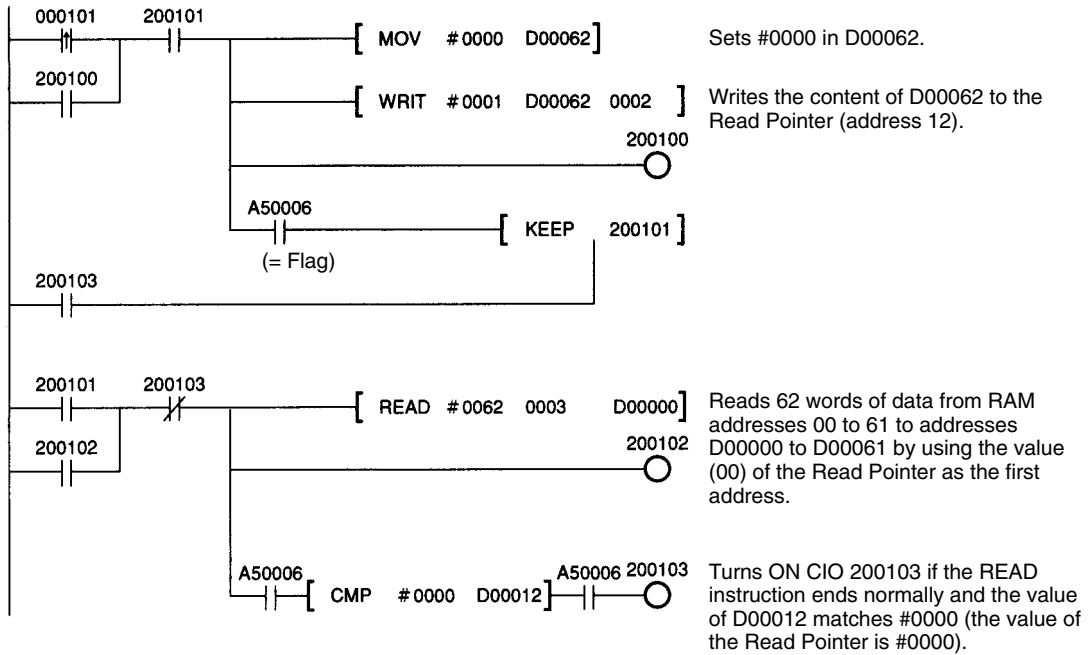 000101 200101
[ MOV #0000 D00062 ] Sets #0000 in D00062.
200100
[ WRIT #0001 D00062 0002 ] Writes the content of D00062 to the
Read Pointer (address 12).
200100
A50006
[ KEEP 200101 ]
(= Flag)
200103
200101 200103
[ READ #0062 0003 D00000 ] Reads 62 words of data from RAM
addresses 00 to 61 to addresses
D00000 to D00061 by using the value
(00) of the Read Pointer as the first
address.
200102
200102
A50006 A50006 200103
[ CMP #0000 D00012 ] Turns ON CIO 200103 if the READ
instruction ends normally and the value
of D00012 matches #0000 (the value of
the Read Pointer is #0000).